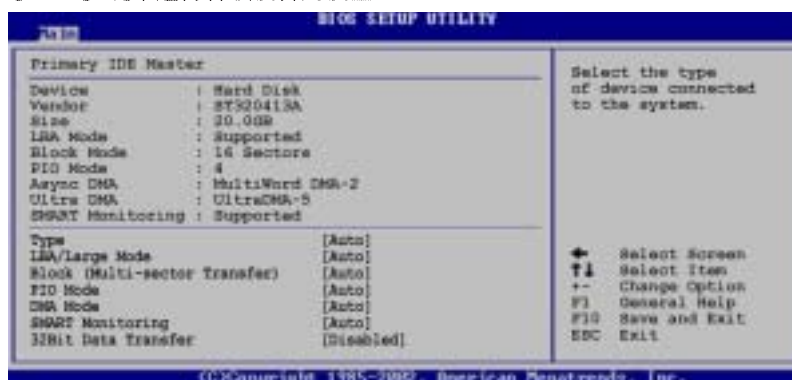 BIOS SETUP UTILITY
Main
Primary IDE Master
Device : Hard Disk
Vendor : ST320413A
Size : 20.0GB
LBA Mode : Supported
Block Mode : 16 Sectors
PIO Mode : 4
Async DMA : MultiWord DMA-2
Ultra DMA : UltraDMA-5
SMART Monitoring : Supported
Type [Auto]
LBA/Large Mode [Auto]
Block (Multi-sector Transfer) [Auto]
PIO Mode [Auto]
DMA Mode [Auto]
SMART Monitoring [Auto]
32Bit Data Transfer [Disabled]
Select the type
of device connected
to the system.
← Select Screen
↑↓ Select Item
+- Change Option
F1 General Help
F10 Save and Exit
ESC Exit
(C)Copyright 1985-2002, American Megatrends, Inc.